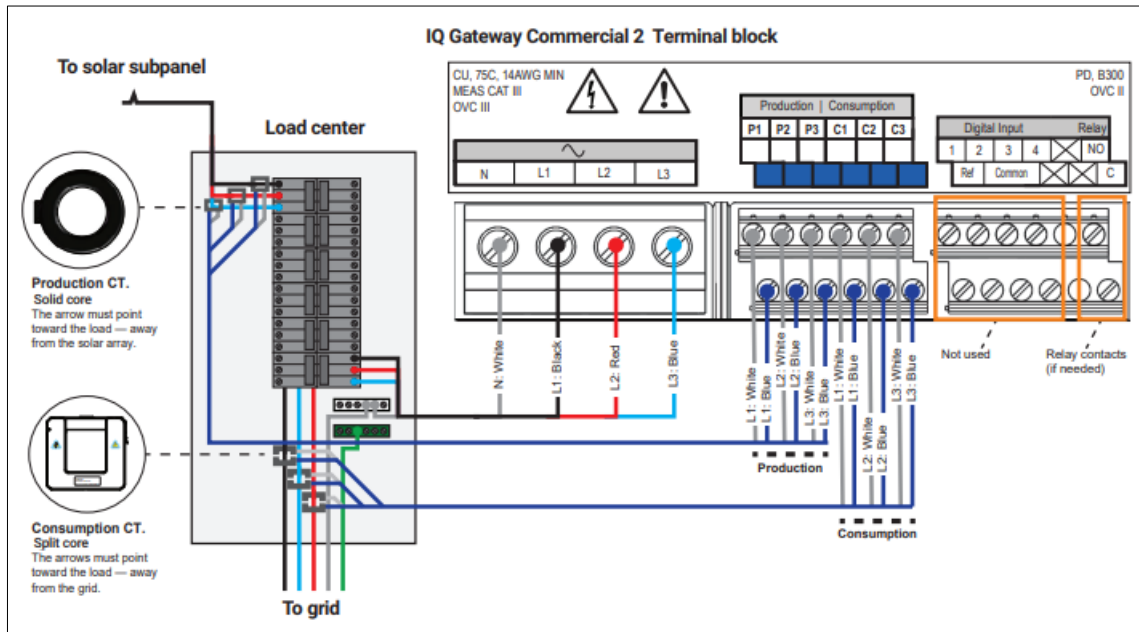 IQ Gateway Commercial 2 Terminal block
To solar subpanel
CU, 75C, 14AWG MIN
MEAS CAT III
OVC III
PD, B300
OVC II
Production | Consumption
P1 P2 P3 C1 C2 C3
Digital Input Relay
1 2 3 4 NO
Ref Common C
N L1 L2 L3
Load center
Production CT.
Solid core
The arrow must point
toward the load — away
from the solar array.
N: White
L1: Black
L2: Red
L3: Blue
L1: White
L1: Blue
L2: White
L2: Blue
L3: White
L3: Blue
L1: White
L1: Blue
L2: White
L2: Blue
L3: White
L3: Blue
Not used
Relay contacts
(if needed)
Production
Consumption
Consumption CT.
Split core
The arrows must point
toward the load — away
from the grid.
To grid